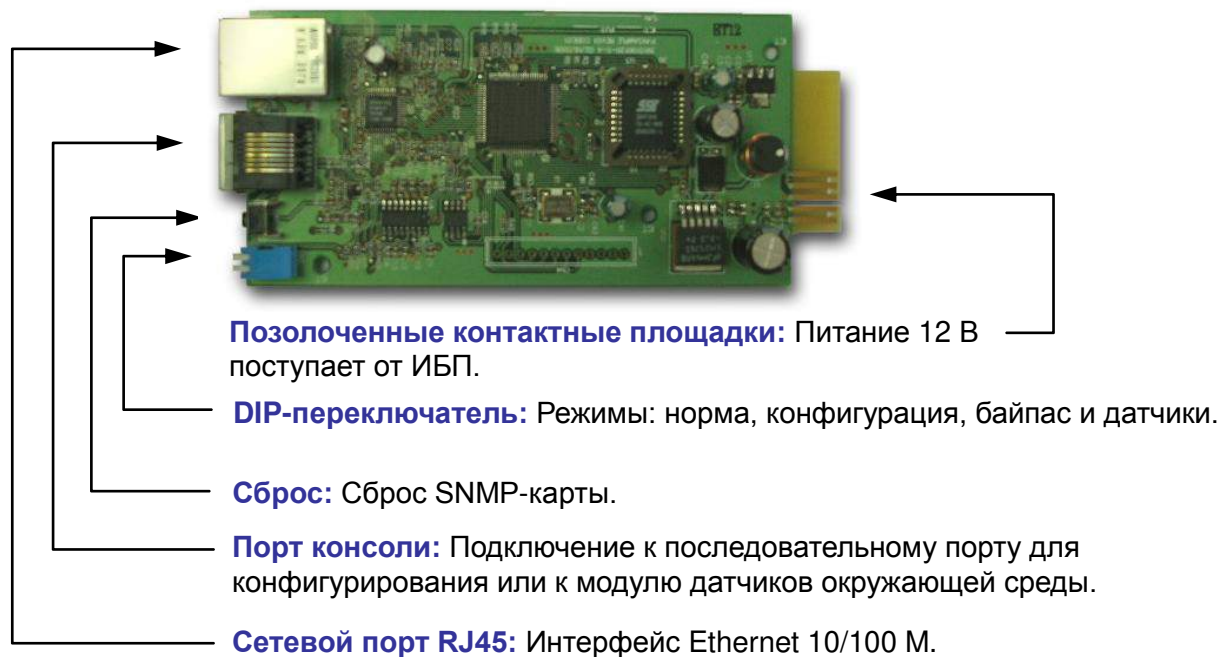 BT12
SST
Позолоченные контактные площадки: Питание 12 В
поступает от ИБП.
DIP-переключатель: Режимы: норма, конфигурация, байпас и датчики.
Сброс: Сброс SNMP-карты.
Порт консоли: Подключение к последовательному порту для
конфигурирования или к модулю датчиков окружающей среды.
Сетевой порт RJ45: Интерфейс Ethernet 10/100 M.